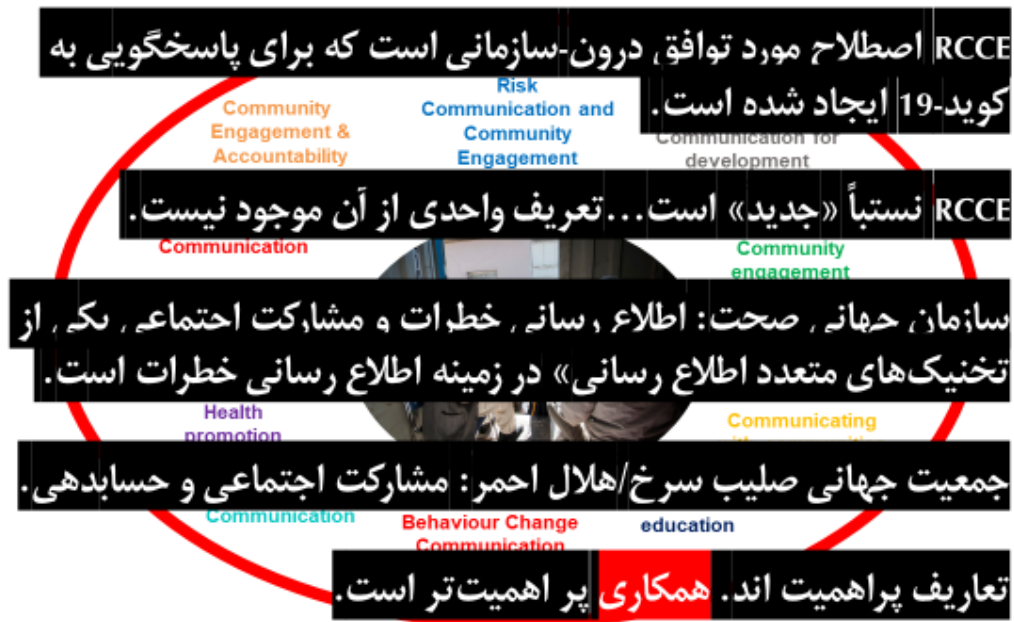 RCCE اصطلاح مورد توافق درون-سازمانی است که برای پاسخگویی به
کوید-19 ایجاد شده است.
Risk
Communication and
Community
Engagement
Community
Engagement &
Accountability
Communication for
development
RCCE نستباً «جدید» است...تعریف واحدی از آن موجود نیست.
Communication
Community
engagement
سازمان جهانی صحت: اطلاع رسانی خطرات و مشارکت اجتماعی یکی از
تخنیک‌های متعدد اطلاع رسانی» در زمینه اطلاع رسانی خطرات است.
Health
promotion
Communicating
جمعیت جهانی صلیب سرخ/هلال احمر: مشارکت اجتماعی و حسابدهی.
Communication
Behaviour Change
Communication
education
تعاریف پراهمیت اند. همکاری پر اهمیت‌تر است.